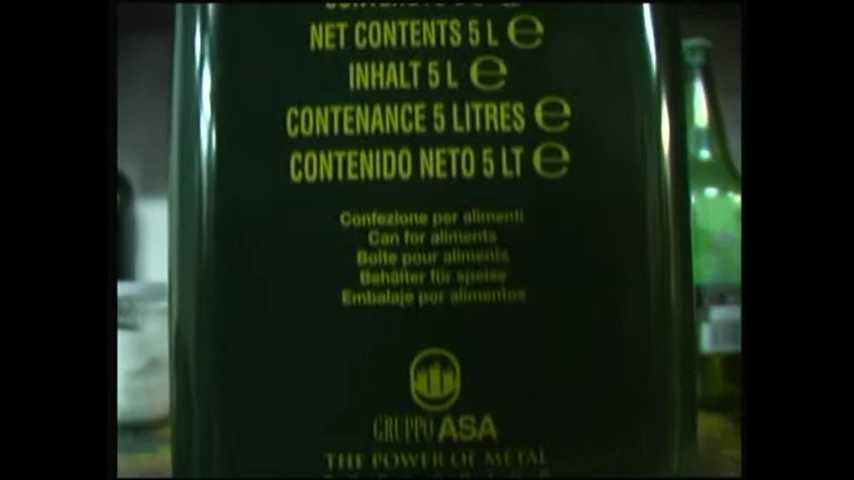 NET CONTENTS 5 L e
INHALT 5 L e
CONTENANCE 5 LITRES e
CONTENIDO NETO 5 LT e
Confezione per alimenti
Can for aliments
Boîte pour aliments
Behälter für speise
Embalaje por alimentos
GRUPPO ASA
THE POWER OF METAL